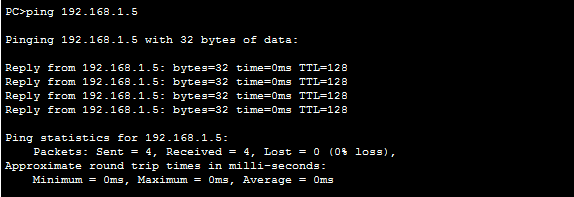 PC>ping 192.168.1.5
Pinging 192.168.1.5 with 32 bytes of data:
Reply from 192.168.1.5: bytes=32 time=0ms TTL=128
Reply from 192.168.1.5: bytes=32 time=0ms TTL=128
Reply from 192.168.1.5: bytes=32 time=0ms TTL=128
Reply from 192.168.1.5: bytes=32 time=0ms TTL=128
Ping statistics for 192.168.1.5:
Packets: Sent = 4, Received = 4, Lost = 0 (0% loss),
Approximate round trip times in milli-seconds:
Minimum = 0ms, Maximum = 0ms, Average = 0ms